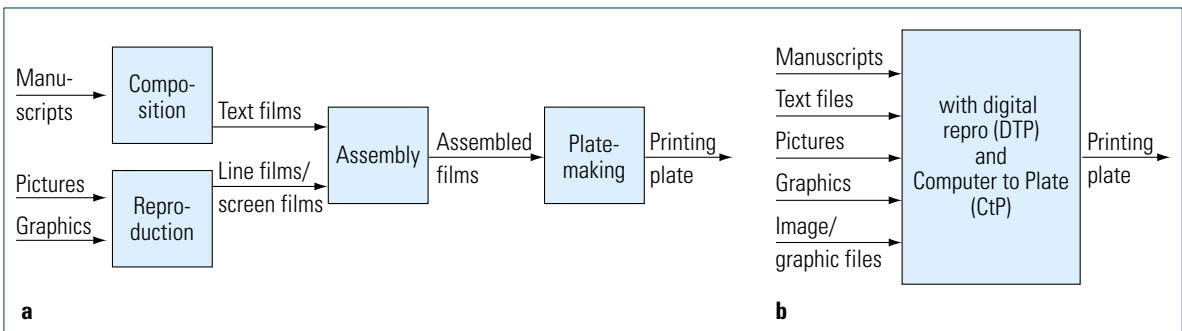 Manu-
scripts
Compo-
sition
Text films
Pictures
Graphics
Repro-
duction
Line films/
screen films
Assembly
Assembled
films
Plate-
making
Printing
plate
a
Manuscripts
Text files
Pictures
Graphics
Image/
graphic files
with digital
repro (DTP)
and
Computer to Plate
(CtP)
Printing
plate
b